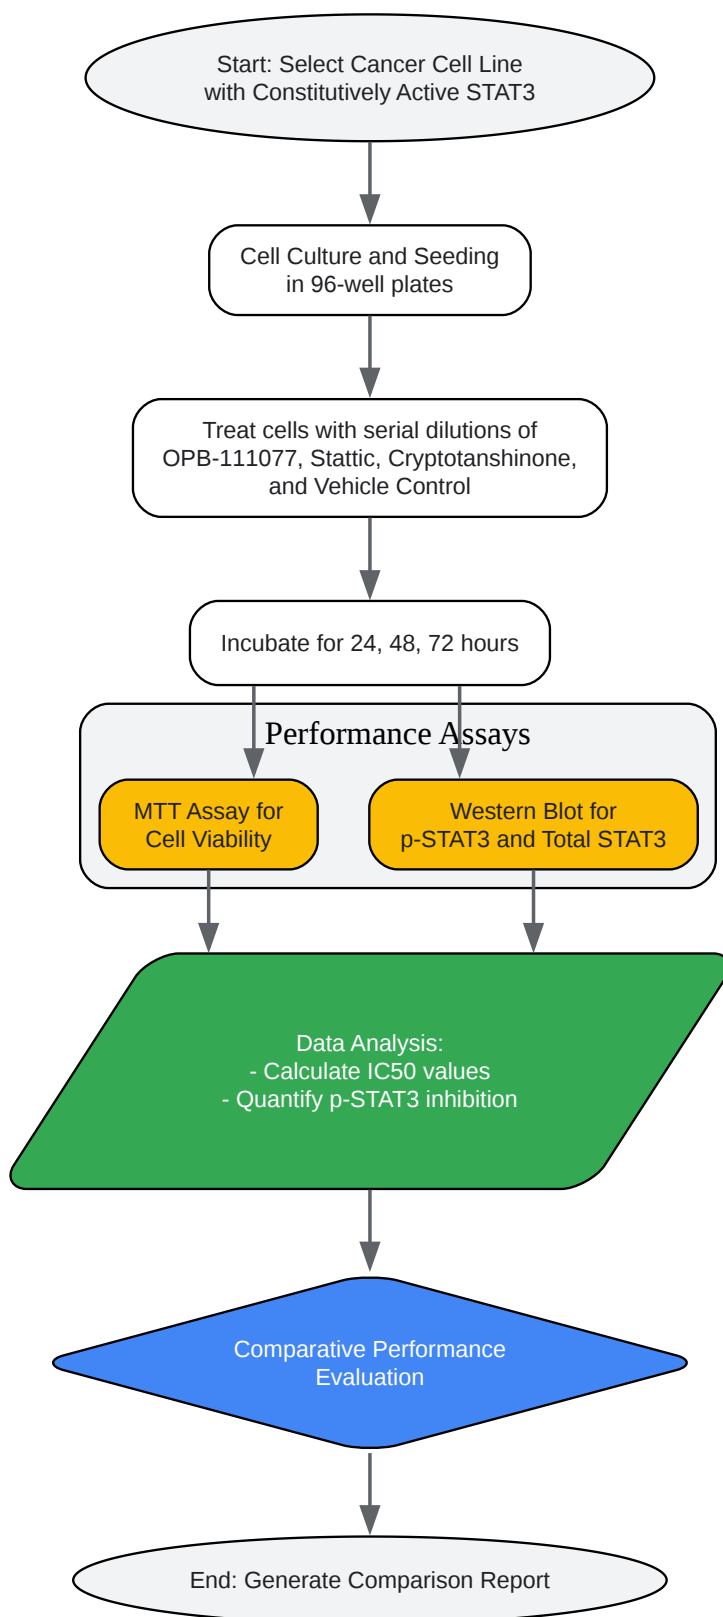 Start: Select Cancer Cell Line
with Constitutively Active STAT3
Cell Culture and Seeding
in 96-well plates
Treat cells with serial dilutions of
OPB-111077, Stattic, Cryptotanshinone,
and Vehicle Control
Incubate for 24, 48, 72 hours
Performance Assays
MTT Assay for
Cell Viability
Western Blot for
p-STAT3 and Total STAT3
Data Analysis:
- Calculate IC50 values
- Quantify p-STAT3 inhibition
Comparative Performance
Evaluation
End: Generate Comparison Report